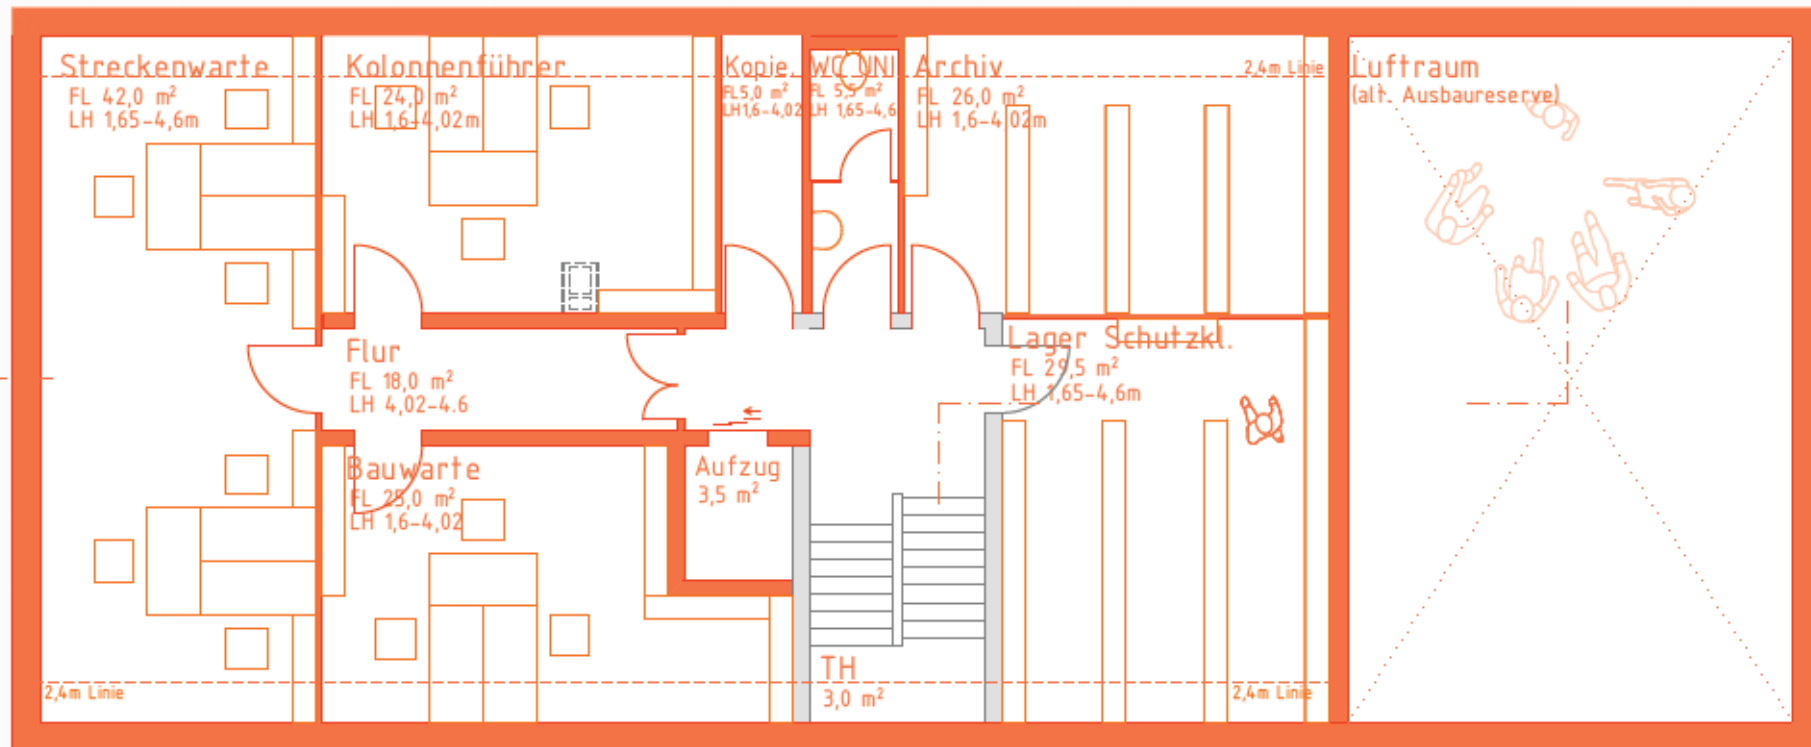 Streckenwarte
FL 42,0 m²
LH 1,65-4,6m
Kolonnenführer
FL 24,0 m²
LH 1,6-4,02m
Kopie.
FL5,0 m²
LH1,6-4,02
WC UNI
FL 5,5 m²
LH 1,65-4,6
Archiv
FL 26,0 m²
LH 1,6-4,02m
2,4m Linie
Luftraum
(alt. Ausbaureserve)
Flur
FL 18,0 m²
LH 4,02-4.6
Lager Schutzkl.
FL 29,5 m²
LH 1,65-4,6m
Bauwarte
FL 25,0 m²
LH 1,6-4,02
Aufzug
3,5 m²
TH
3,0 m²
2,4m Linie
2,4m Linie